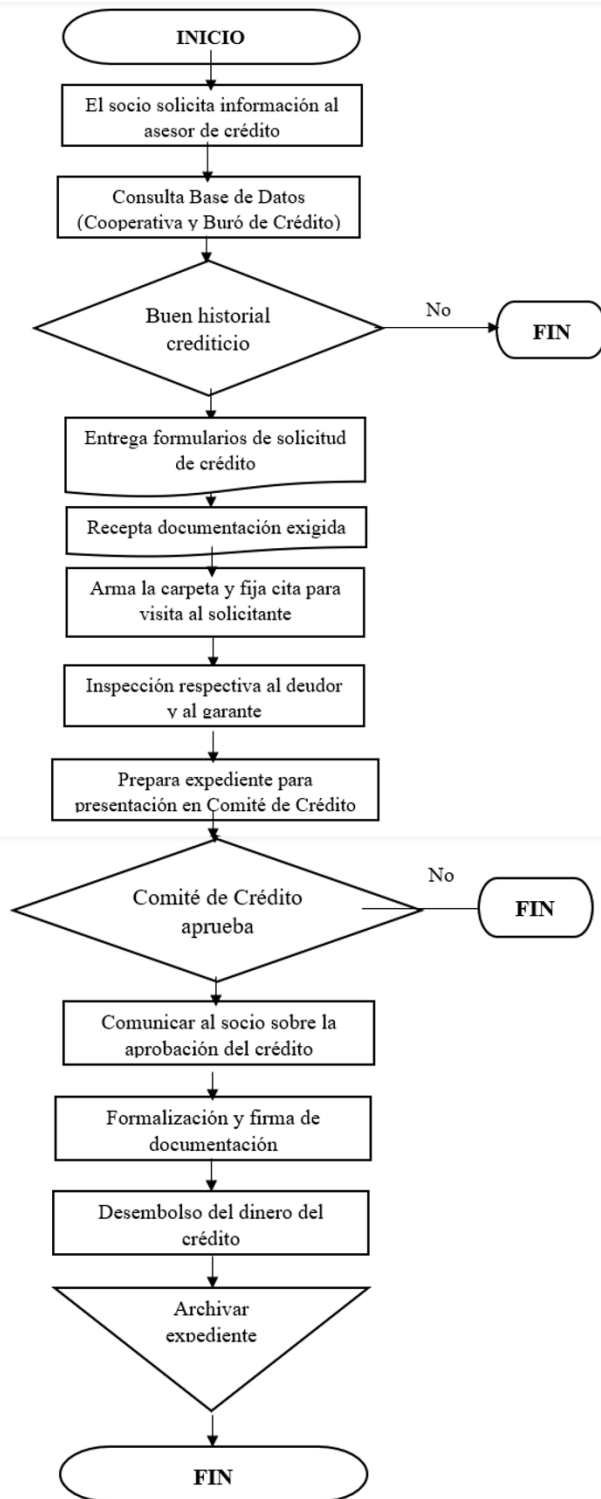 INICIO
El socio solicita información al
asesor de crédito
Consulta Base de Datos
(Cooperativa y Buró de Crédito)
Buen historial
crediticio
No
FIN
Entrega formularios de solicitud
de crédito
Recepta documentación exigida
Arma la carpeta y fija cita para
visita al solicitante
Inspección respectiva al deudor
y al garante
Prepara expediente para
presentación en Comité de Crédito
Comité de Crédito
aprueba
No
FIN
Comunicar al socio sobre la
aprobación del crédito
Formalización y firma de
documentación
Desembolso del dinero del
crédito
Archivar
expediente
FIN